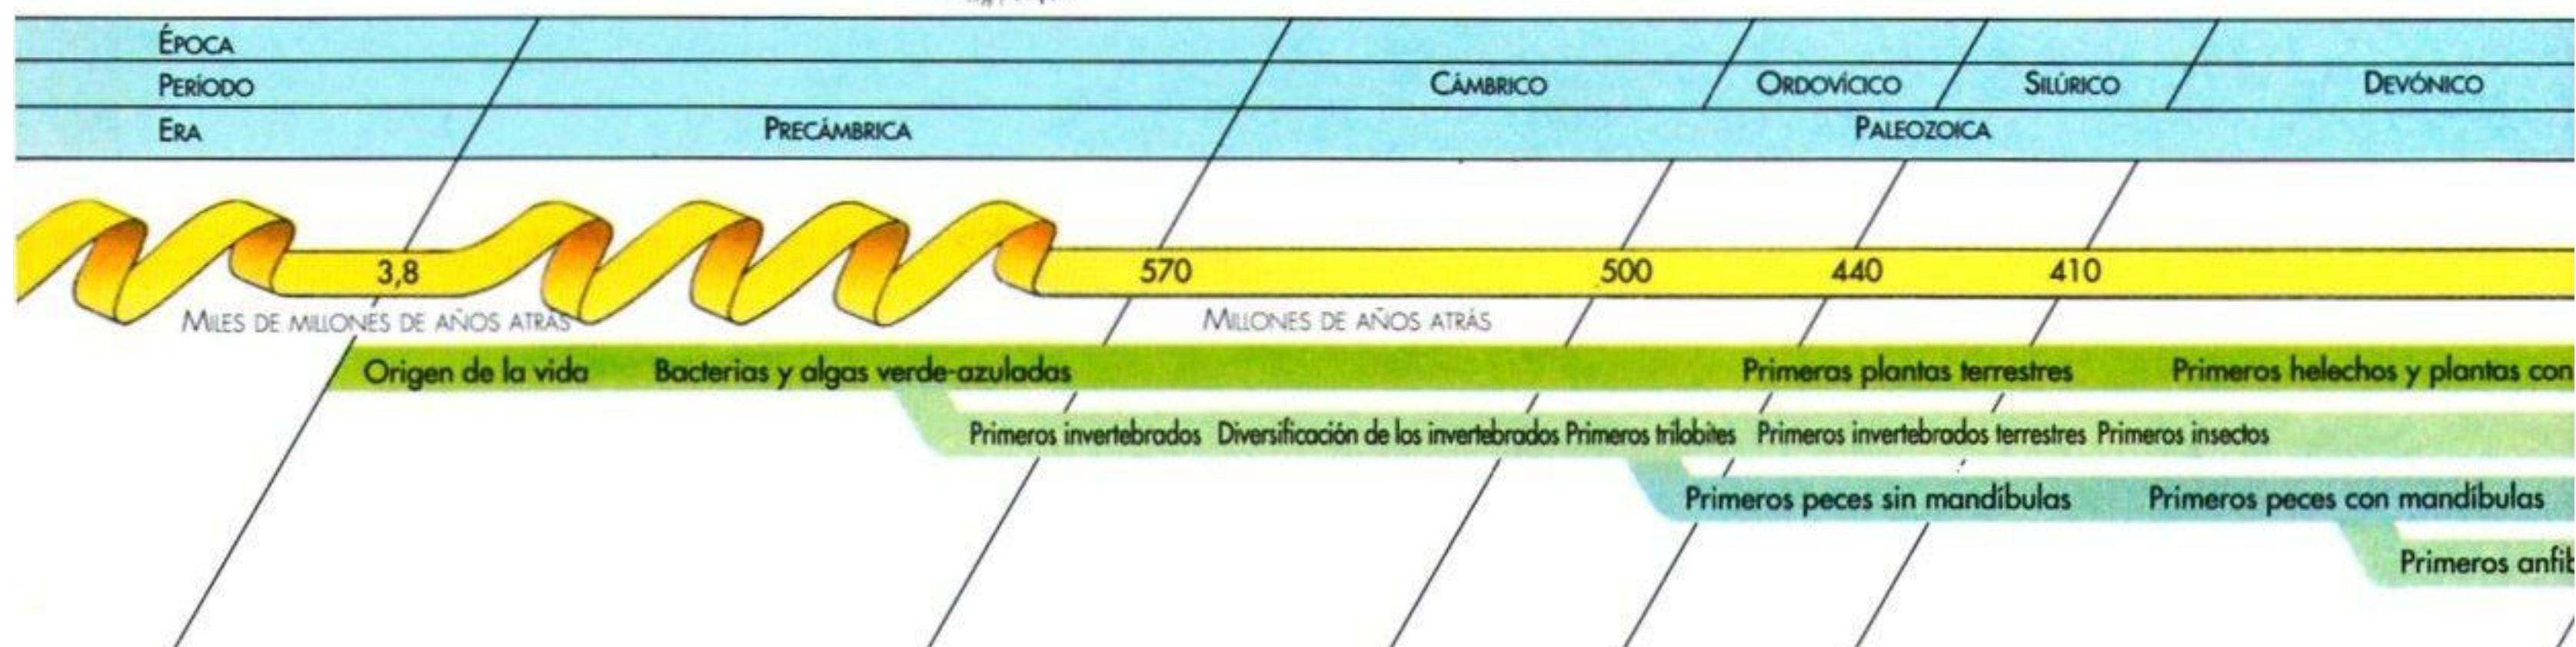 ÉPOCA
PERÍODO CÁMBRICO ORDOVÍCICO SILÚRICO DEVÓNICO
ERA PRECÁMBRICA PALEOZOICA
3,8 570 500 440 410
MILES DE MILLONES DE AÑOS ATRÁS MILLONES DE AÑOS ATRÁS
Origen de la vida Bacterias y algas verde-azuladas Primeras plantas terrestres Primeros helechos y plantas con
Primeros invertebrados Diversificación de los invertebrados Primeros trilobites Primeros invertebrados terrestres Primeros insectos
Primeros peces sin mandíbulas Primeros peces con mandíbulas
Primeros